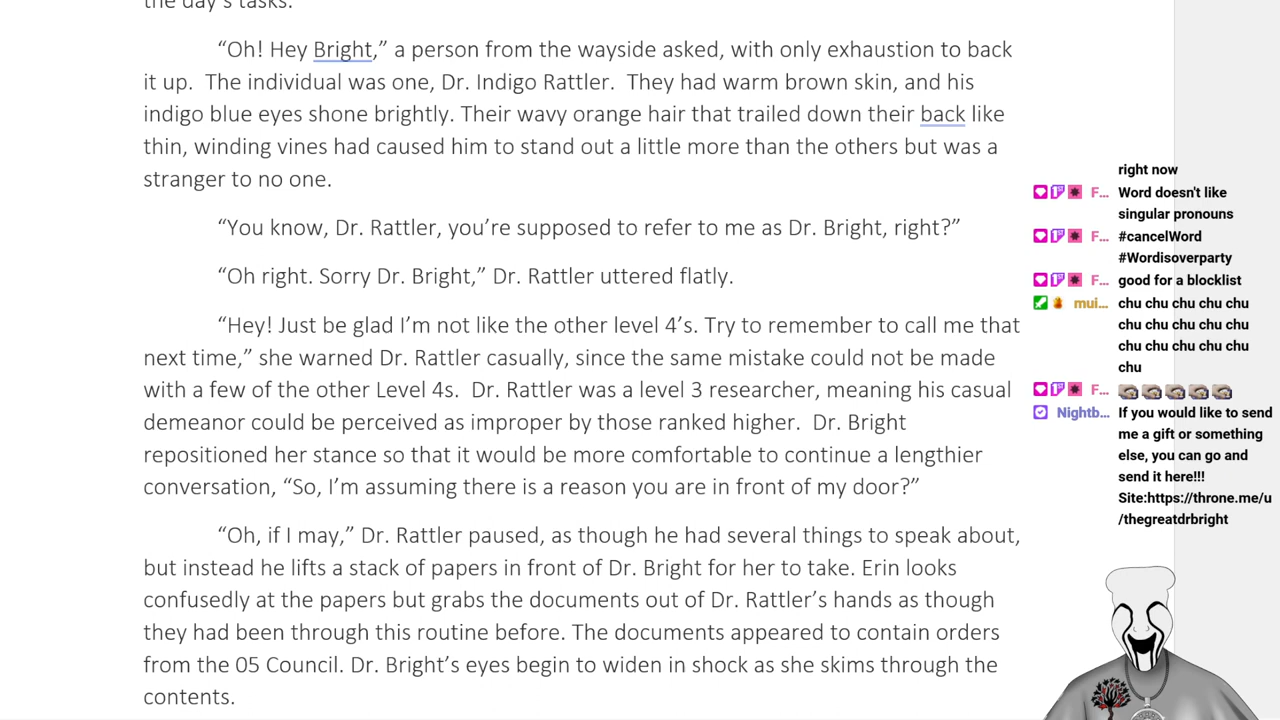 the day's tasks.
“Oh! Hey Bright,” a person from the wayside asked, with only exhaustion to back
it up.  The individual was one, Dr. Indigo Rattler.  They had warm brown skin, and his
indigo blue eyes shone brightly. Their wavy orange hair that trailed down their back like
thin, winding vines had caused him to stand out a little more than the others but was a
stranger to no one.
“You know, Dr. Rattler, you’re supposed to refer to me as Dr. Bright, right?”
“Oh right. Sorry Dr. Bright,” Dr. Rattler uttered flatly.
“Hey! Just be glad I’m not like the other level 4’s. Try to remember to call me that
next time,” she warned Dr. Rattler casually, since the same mistake could not be made
with a few of the other Level 4s.  Dr. Rattler was a level 3 researcher, meaning his casual
demeanor could be perceived as improper by those ranked higher.  Dr. Bright
repositioned her stance so that it would be more comfortable to continue a lengthier
conversation, “So, I’m assuming there is a reason you are in front of my door?”
“Oh, if I may,” Dr. Rattler paused, as though he had several things to speak about,
but instead he lifts a stack of papers in front of Dr. Bright for her to take. Erin looks
confusedly at the papers but grabs the documents out of Dr. Rattler’s hands as though
they had been through this routine before. The documents appeared to contain orders
from the 05 Council. Dr. Bright’s eyes begin to widen in shock as she skims through the
contents.
right now
F... Word doesn't like
singular pronouns
F... #cancelWord
#Wordisoverparty
F... good for a blocklist
mui... chu chu chu chu chu
chu chu chu chu chu
chu chu chu chu chu
chu
F...
Nightb... If you would like to send
me a gift or something
else, you can go and
send it here!!!
Site:https://throne.me/u
/thegreatdrbright